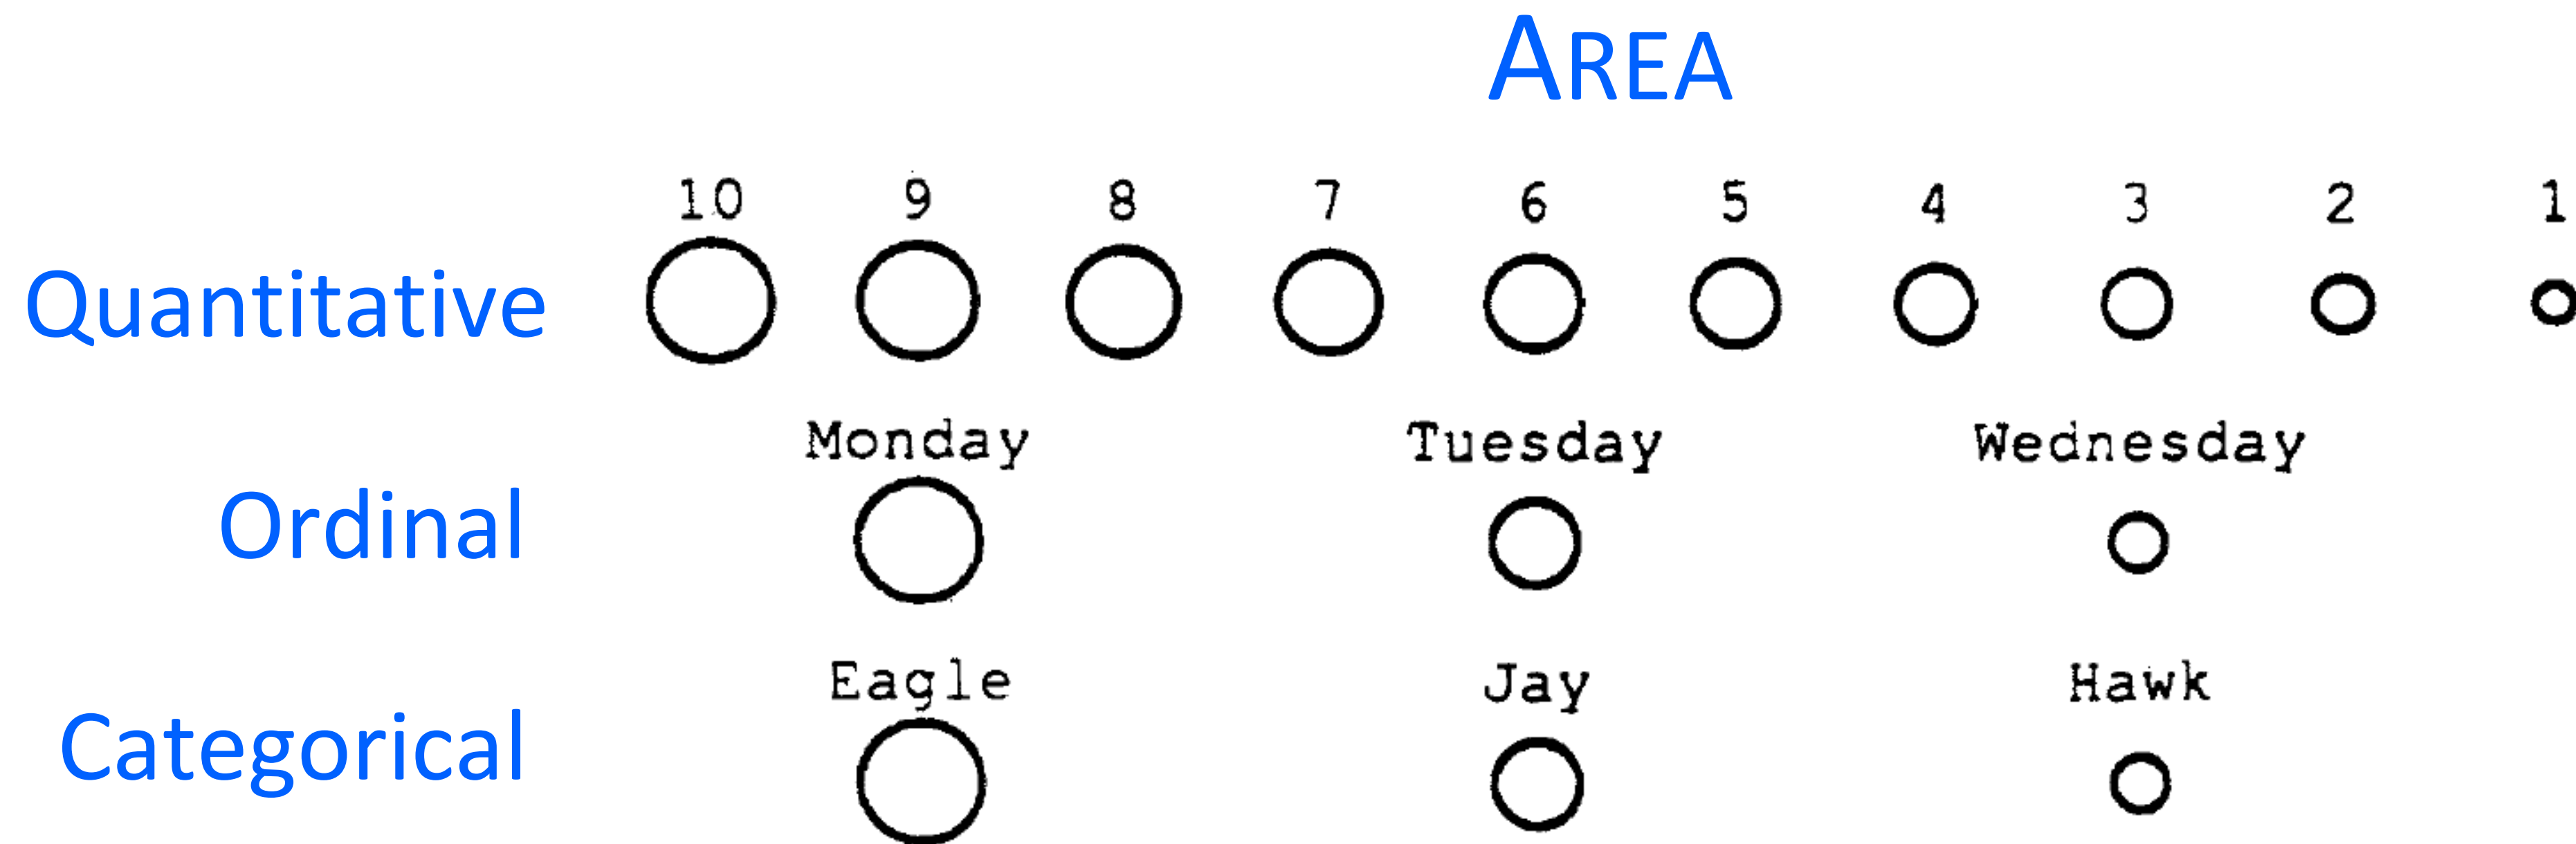 AREA
10 9 8 7 6 5 4 3 2 1
Quantitative
Monday Tuesday Wednesday
Ordinal
Eagle Jay Hawk
Categorical